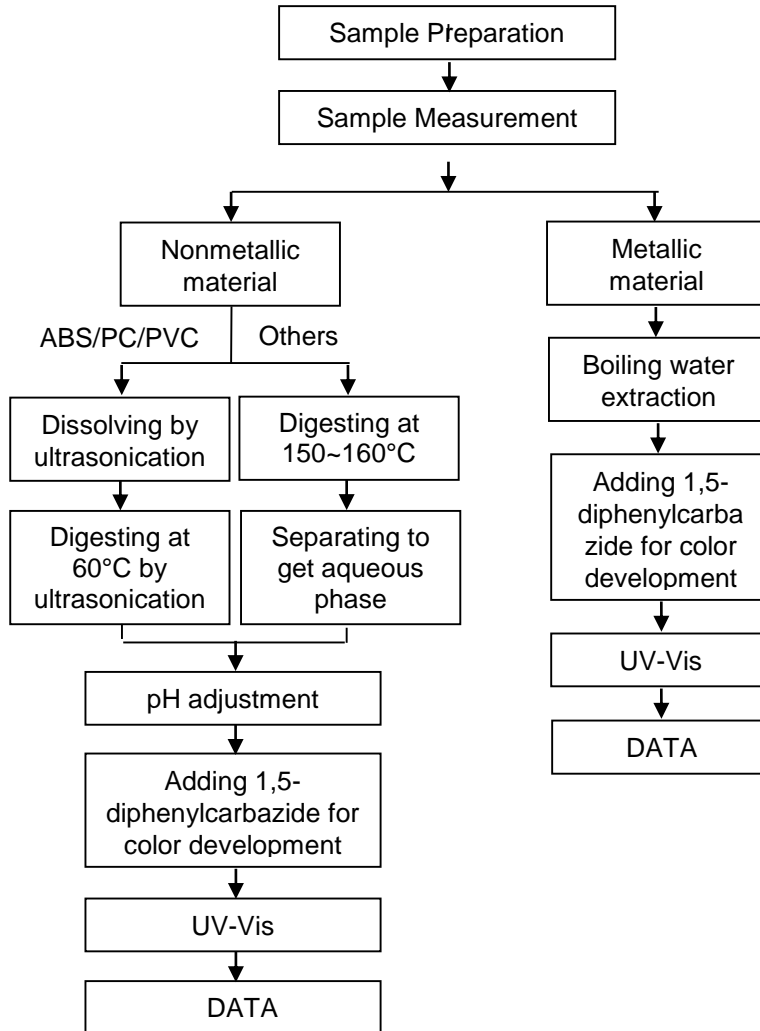 Sample Preparation
Sample Measurement
Nonmetallic
material
Metallic
material
ABS/PC/PVC
Others
Boiling water
extraction
Dissolving by
ultrasonication
Digesting at
150~160°C
Adding 1,5-
diphenylcarba
zide for color
development
Digesting at
60°C by
ultrasonication
Separating to
get aqueous
phase
UV-Vis
pH adjustment
DATA
Adding 1,5-
diphenylcarbazide for
color development
UV-Vis
DATA